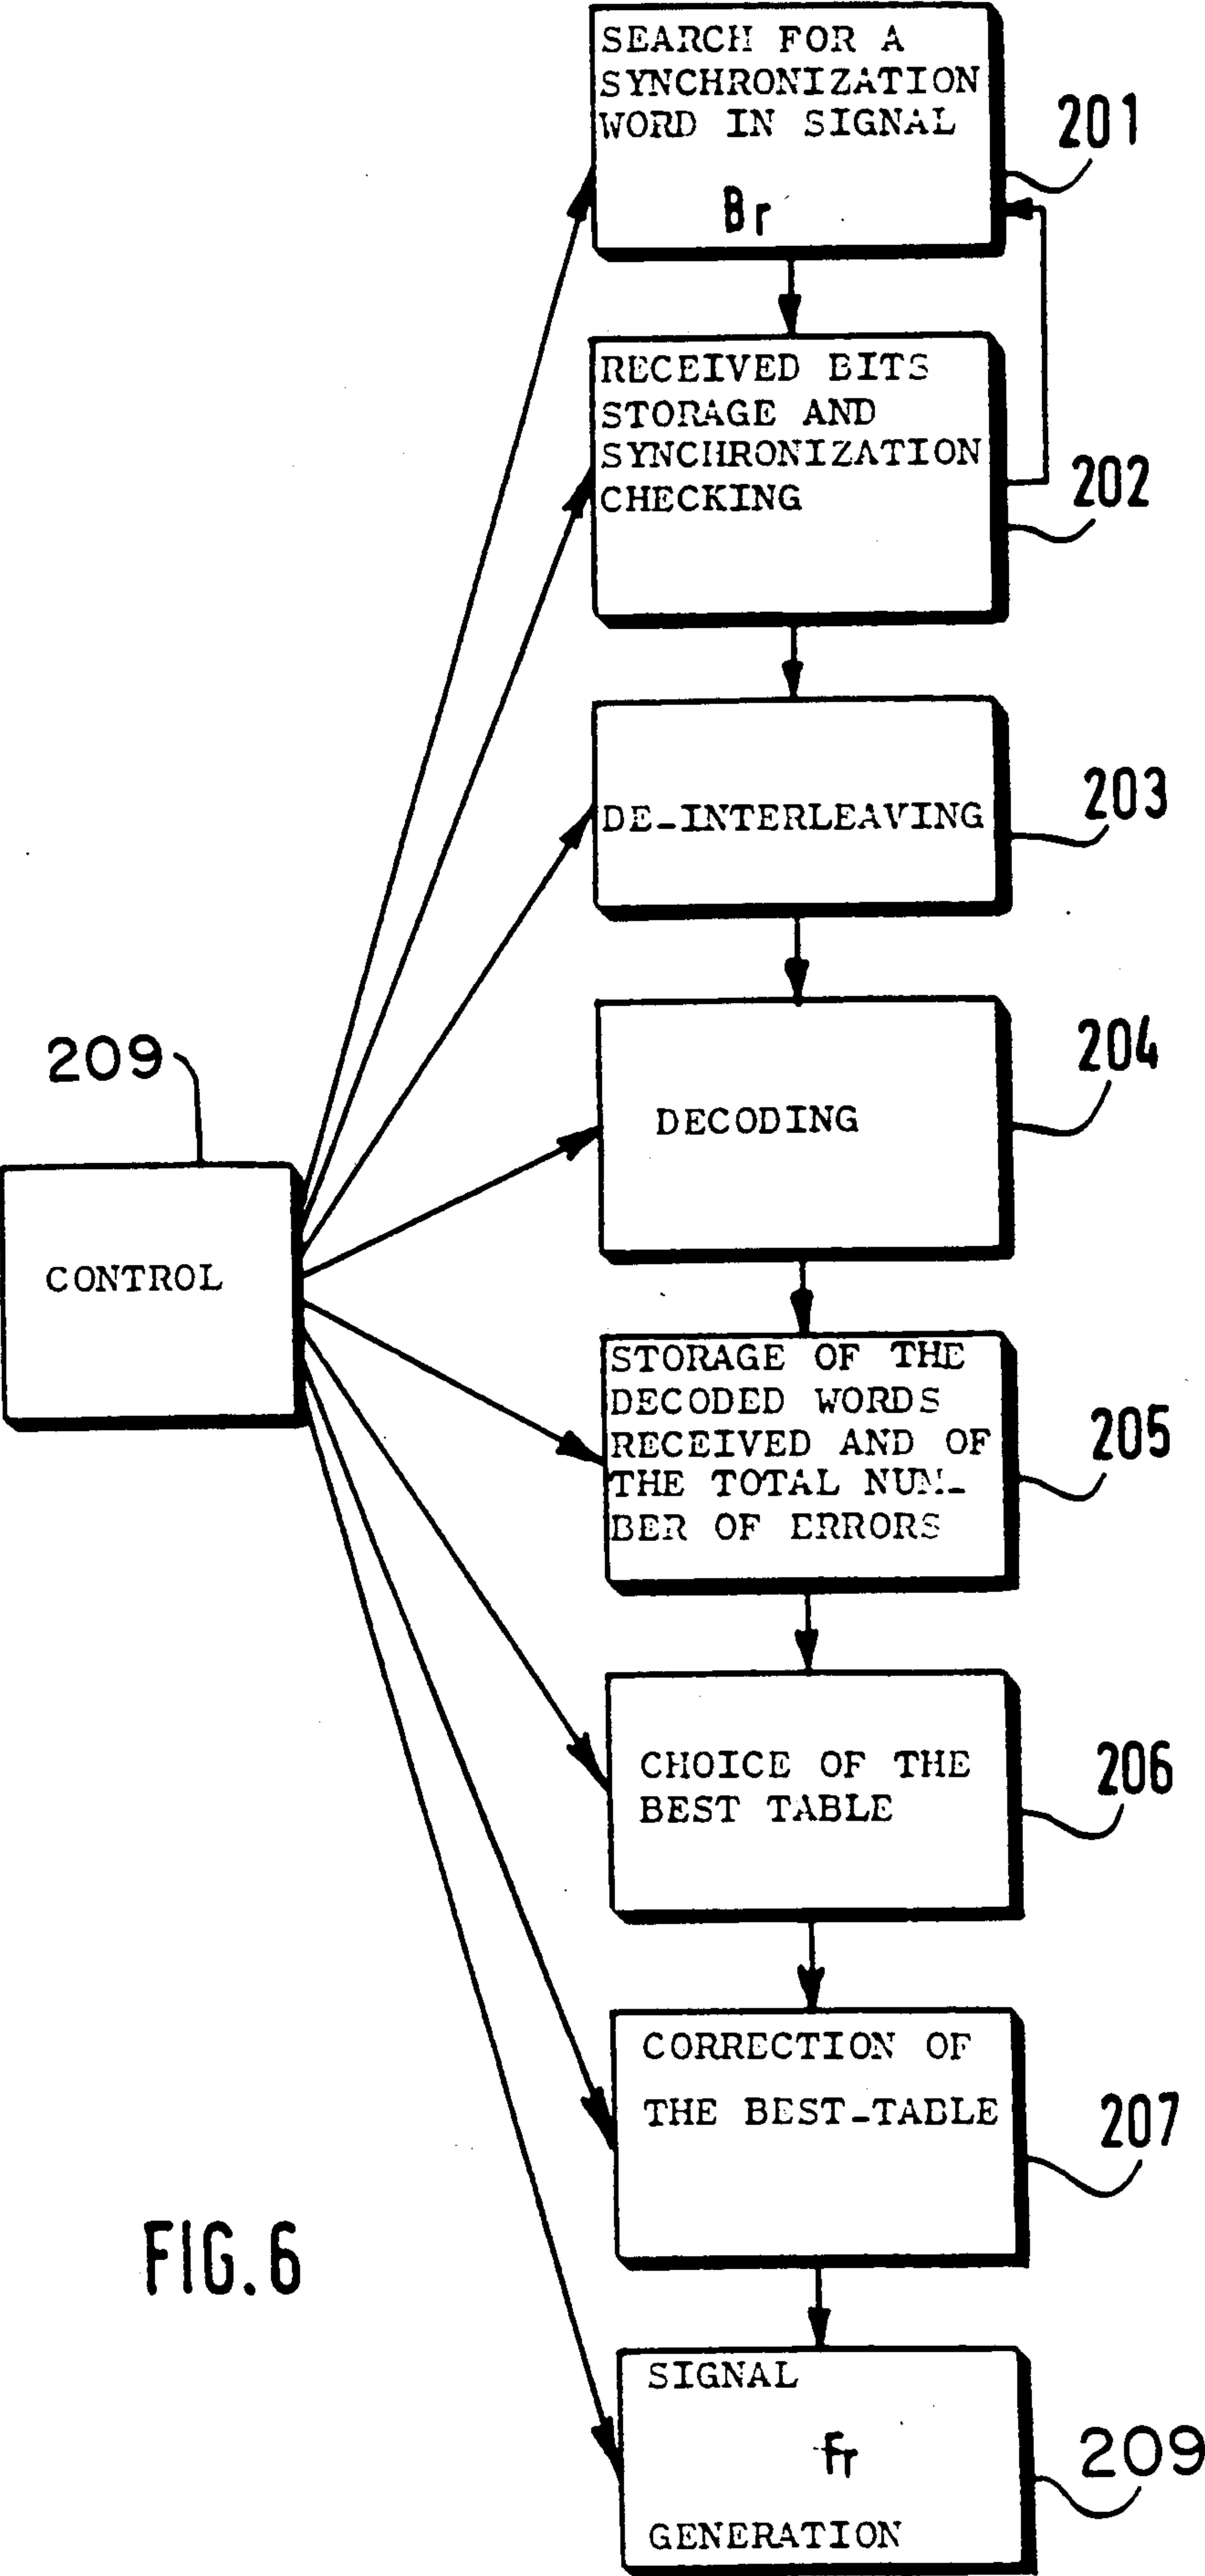 SEARCH FOR A
SYNCHRONIZATION
WORD IN SIGNAL
Br
201
RECEIVED BITS
STORAGE AND
SYNCHRONIZATION
CHECKING
202
DE-INTERLEAVING
203
DECODING
204
209
CONTROL
STORAGE OF THE
DECODED WORDS
RECEIVED AND OF
THE TOTAL NUM-
BER OF ERRORS
205
CHOICE OF THE
BEST TABLE
206
CORRECTION OF
THE BEST-TABLE
207
SIGNAL
fr
GENERATION
209
FIG.6